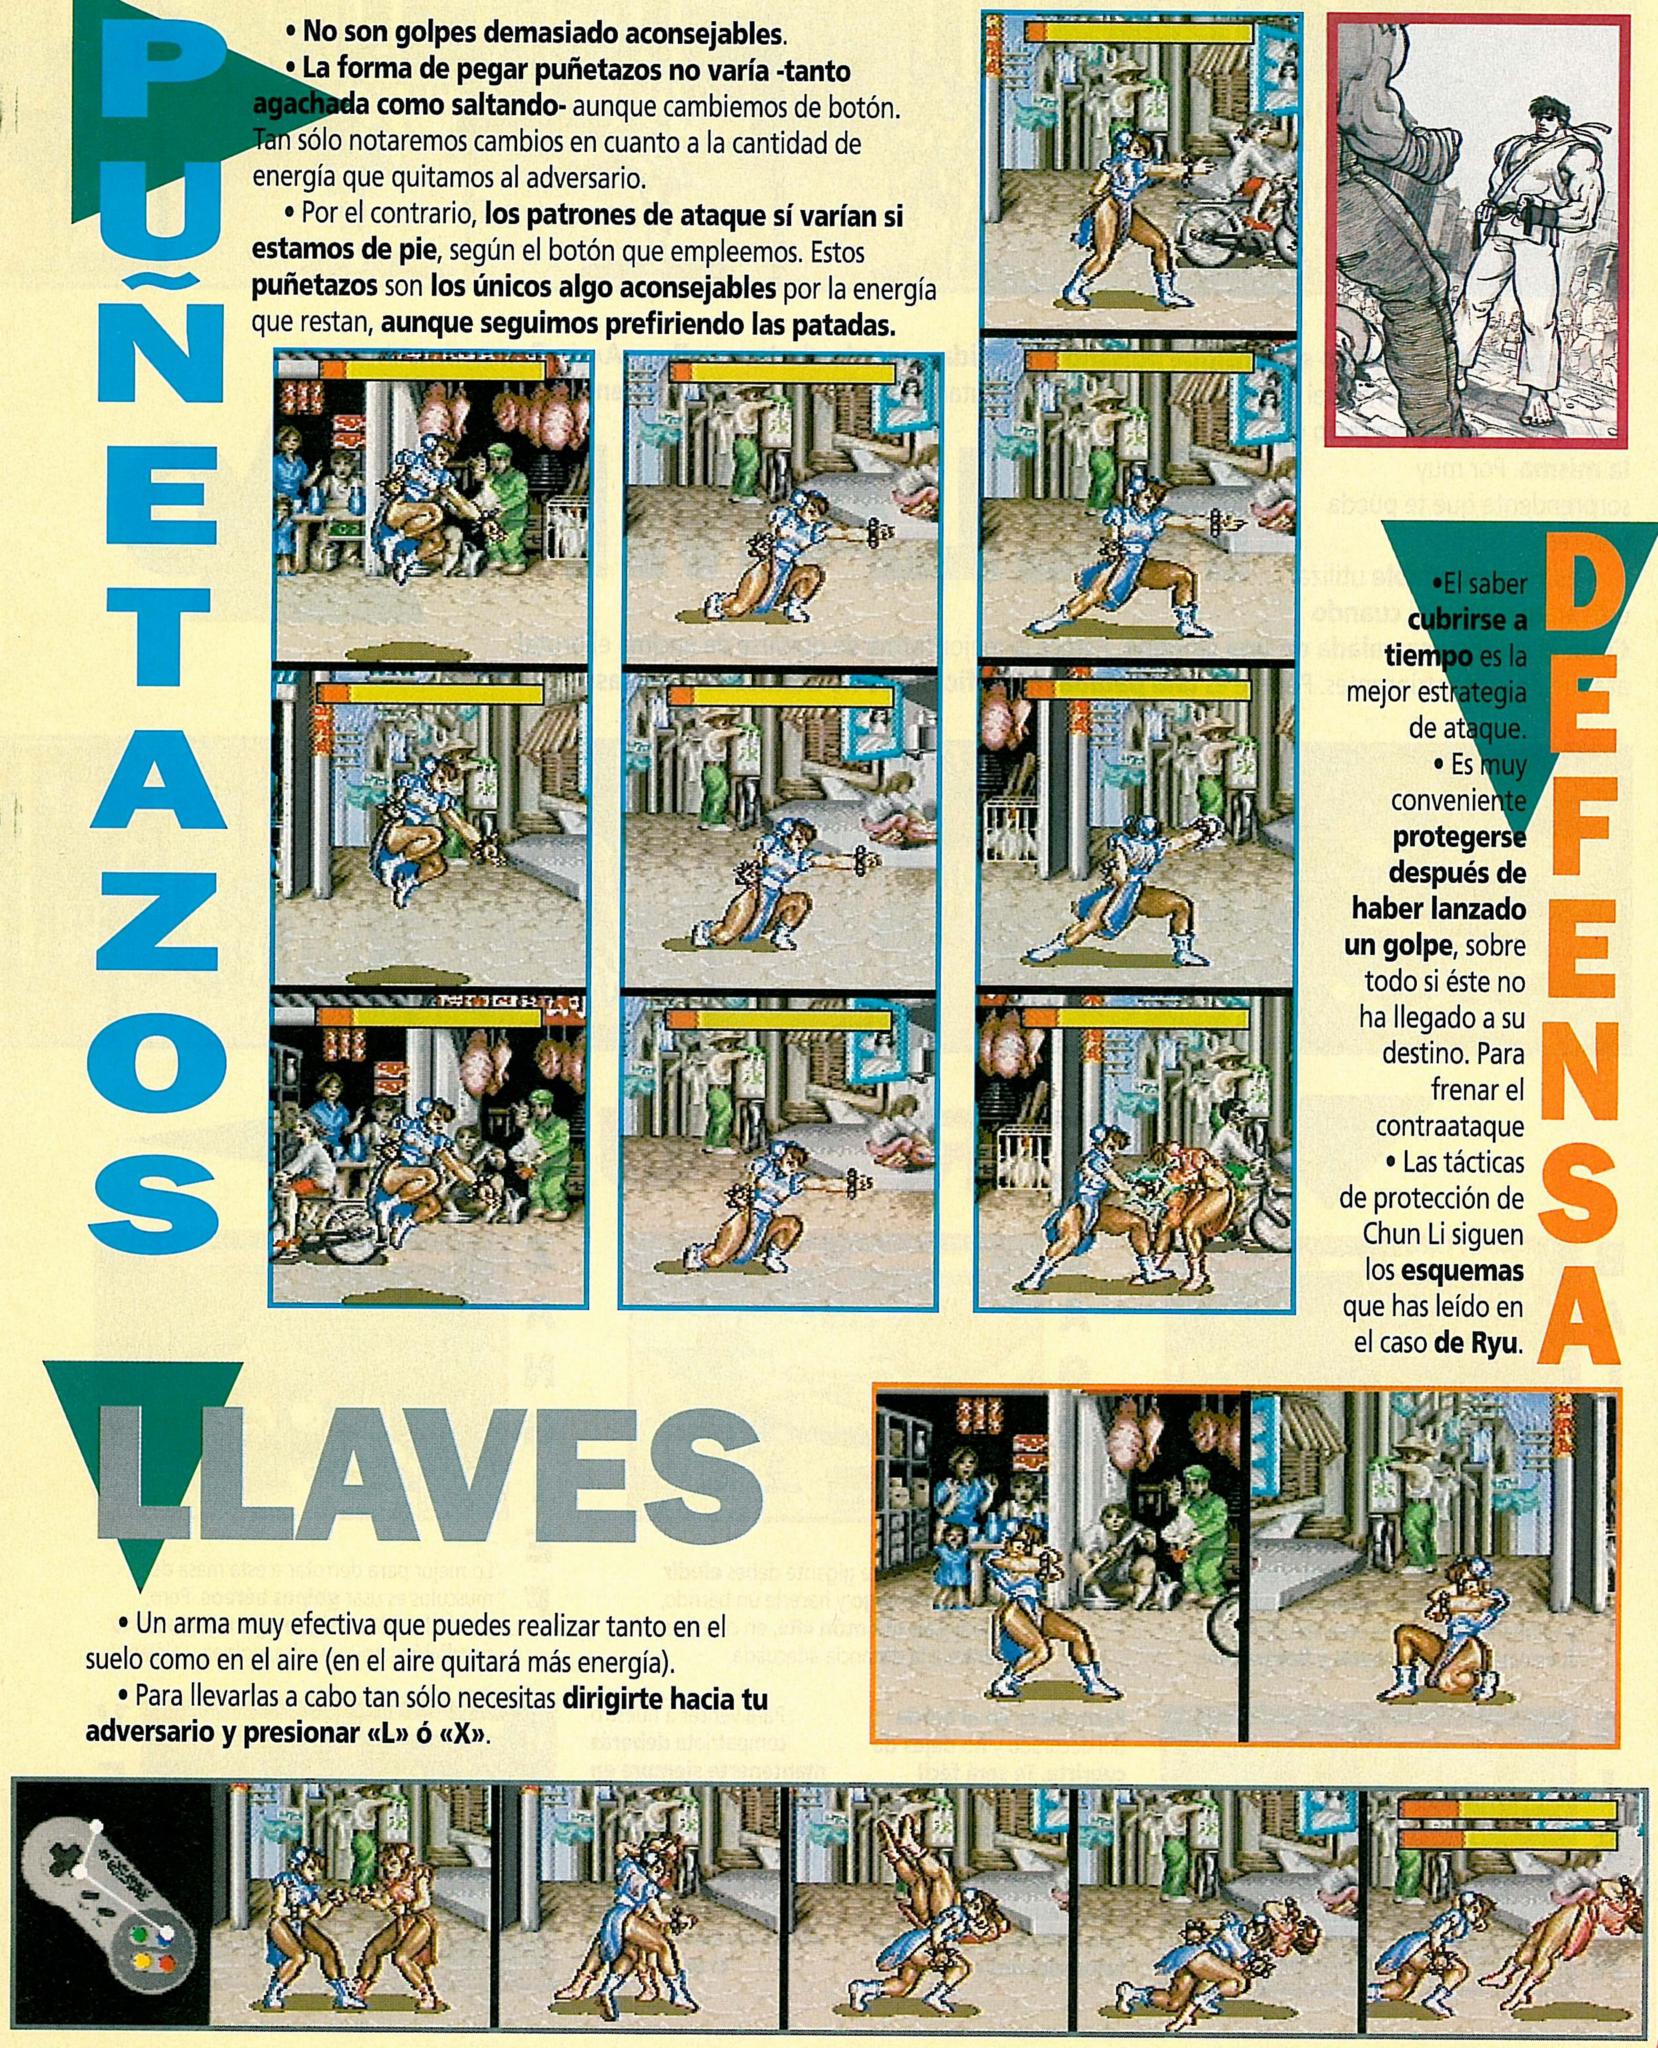 PUÑETAZOS
• No son golpes demasiado aconsejables.
• La forma de pegar puñetazos no varía -tanto
agachada como saltando- aunque cambiemos de botón.
Tan sólo notaremos cambios en cuanto a la cantidad de
energía que quitamos al adversario.
• Por el contrario, los patrones de ataque sí varían si
estamos de pie, según el botón que empleemos. Estos
puñetazos son los únicos algo aconsejables por la energía
que restan, aunque seguimos prefiriendo las patadas.
DEFENSA
•El saber
cubrirse a
tiempo es la
mejor estrategia
de ataque.
• Es muy
conveniente
protegerse
después de
haber lanzado
un golpe, sobre
todo si éste no
ha llegado a su
destino. Para
frenar el
contraataque
• Las tácticas
de protección de
Chun Li siguen
los esquemas
que has leído en
el caso de Ryu.
LLAVES
• Un arma muy efectiva que puedes realizar tanto en el
suelo como en el aire (en el aire quitará más energía).
• Para llevarlas a cabo tan sólo necesitas dirigirte hacia tu
adversario y presionar «L» ó «X».